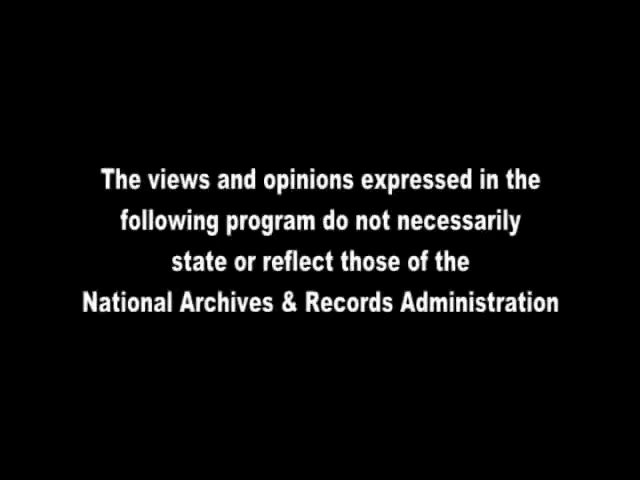 The views and opinions expressed in the
following program do not necessarily
state or reflect those of the
National Archives & Records Administration